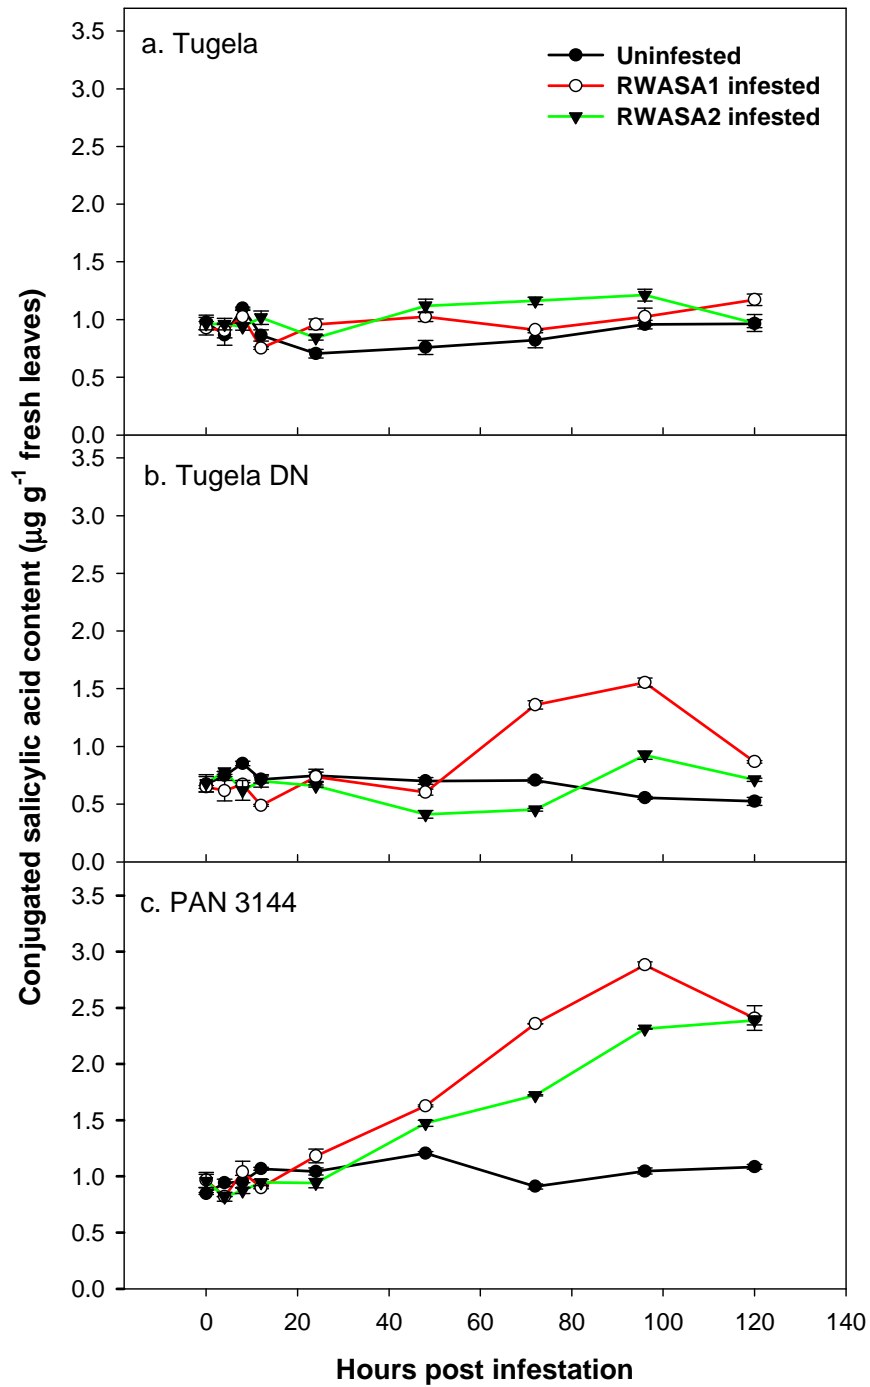 Conjugated salicylic acid content (μg g⁻¹ fresh leaves)
a. Tugela
Uninfested
RWASA1 infested
RWASA2 infested
3.5
3.0
2.5
2.0
1.5
1.0
0.5
0.0
b. Tugela DN
3.5
3.0
2.5
2.0
1.5
1.0
0.5
0.0
c. PAN 3144
3.5
3.0
2.5
2.0
1.5
1.0
0.5
0.0
0 20 40 60 80 100 120 140
Hours post infestation